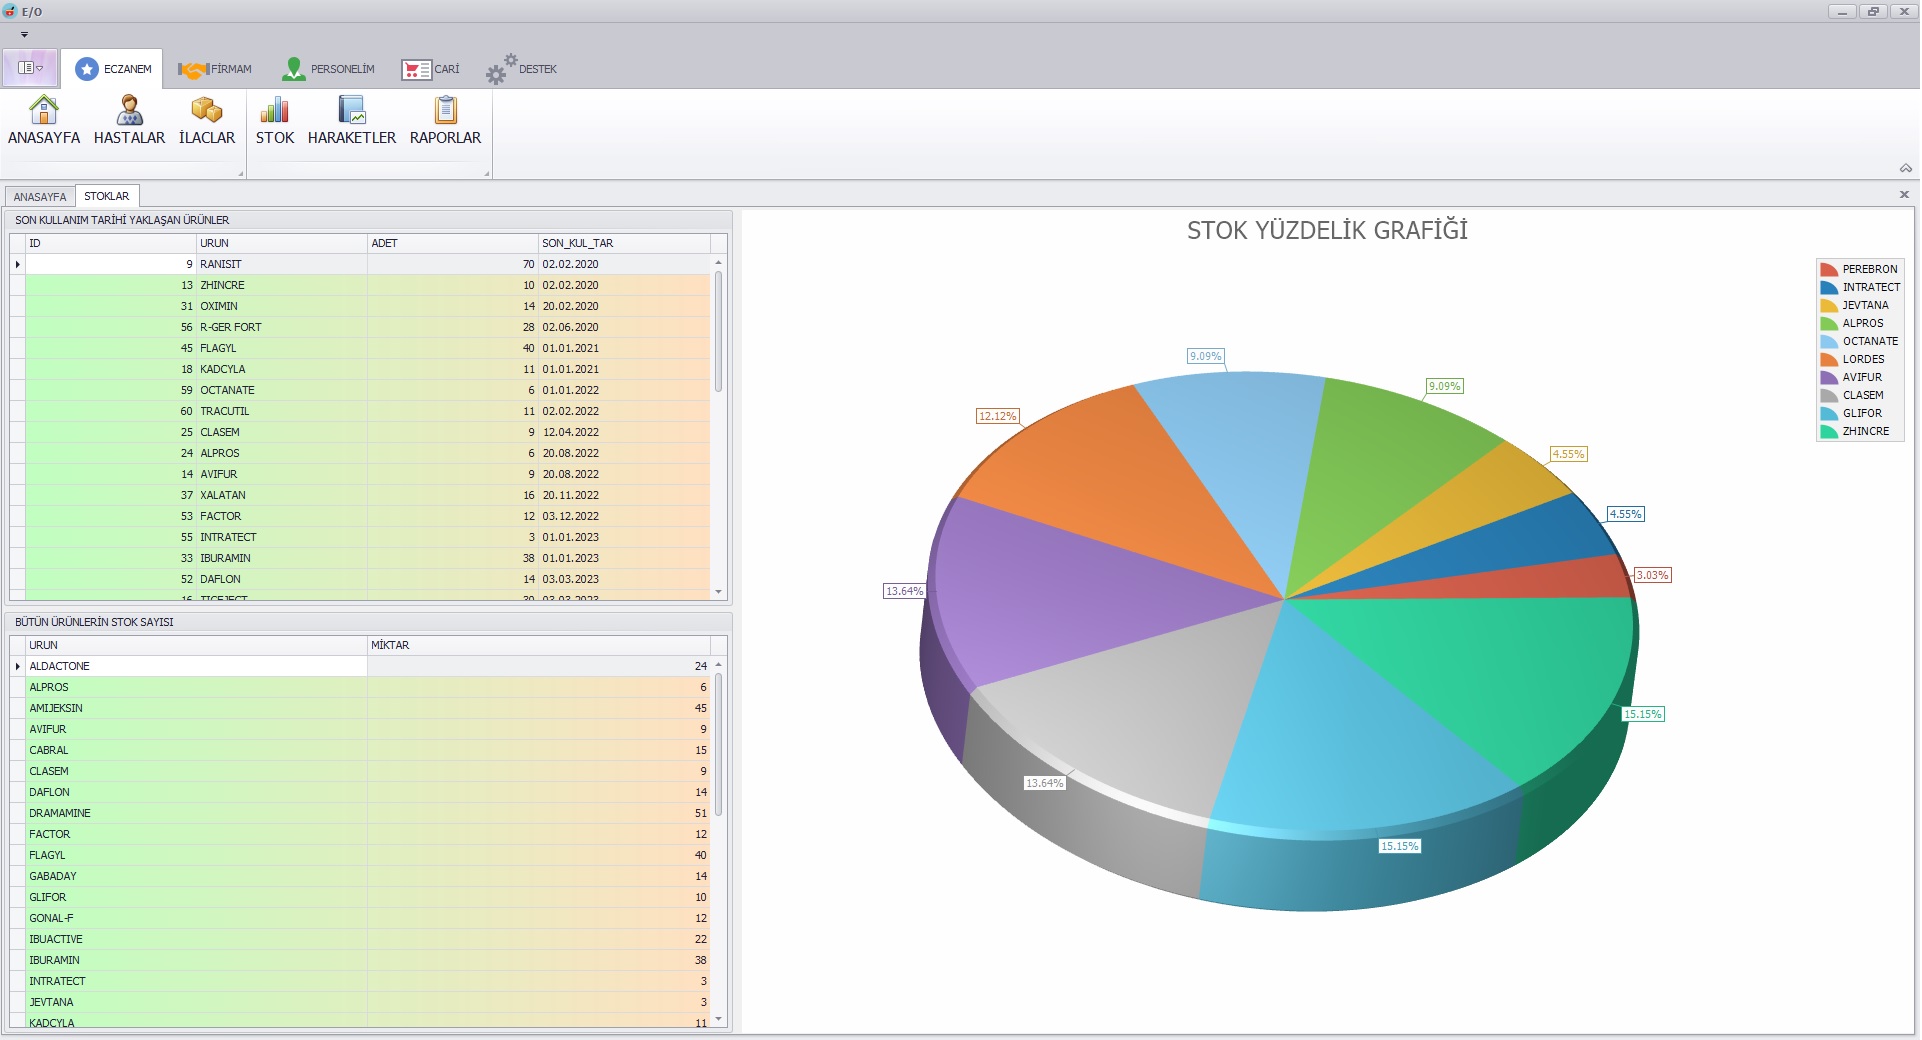 E/O
ECZANEM FİRMAM PERSONELİM CARİ DESTEK
ANASAYFA HASTALAR İLACLAR STOK HARAKETLER RAPORLAR
ANASAYFA STOKLAR
SON KULLANIM TARİHİ YAKLAŞAN ÜRÜNLER
ID URUN ADET SON_KUL_TAR
9 RANISIT 70 02.02.2020
13 ZHINCRE 10 02.02.2020
31 OXIMIN 14 20.02.2020
56 R-GER FORT 28 02.06.2020
45 FLAGYL 40 01.01.2021
18 KADCYLA 11 01.01.2021
59 OCTANATE 6 01.01.2022
60 TRACUTIL 11 02.02.2022
25 CLASEM 9 12.04.2022
24 ALPROS 6 20.08.2022
14 AVIFUR 9 20.08.2022
37 XALATAN 16 20.11.2022
53 FACTOR 12 03.12.2022
55 INTRATECT 3 01.01.2023
33 IBURAMIN 38 01.01.2023
52 DAFLON 14 03.03.2023
BÜTÜN ÜRÜNLERİN STOK SAYISI
URUN MİKTAR
ALDACTONE 24
ALPROS 6
AMIJEKSIN 45
AVIFUR 9
CABRAL 15
CLASEM 9
DAFLON 14
DRAMAMINE 51
FACTOR 12
FLAGYL 40
GABADAY 14
GLIFOR 10
GONAL-F 12
IBUACTIVE 22
IBURAMIN 38
INTRATECT 3
JEVTANA 3
KADCYLA 11
STOK YÜZDELİK GRAFİĞİ
PEREBRON
INTRATECT
JEVTANA
ALPROS
OCTANATE
LORDES
AVIFUR
CLASEM
GLIFOR
ZHINCRE
9.09%
9.09%
12.12%
4.55%
4.55%
3.03%
13.64%
15.15%
13.64%
15.15%